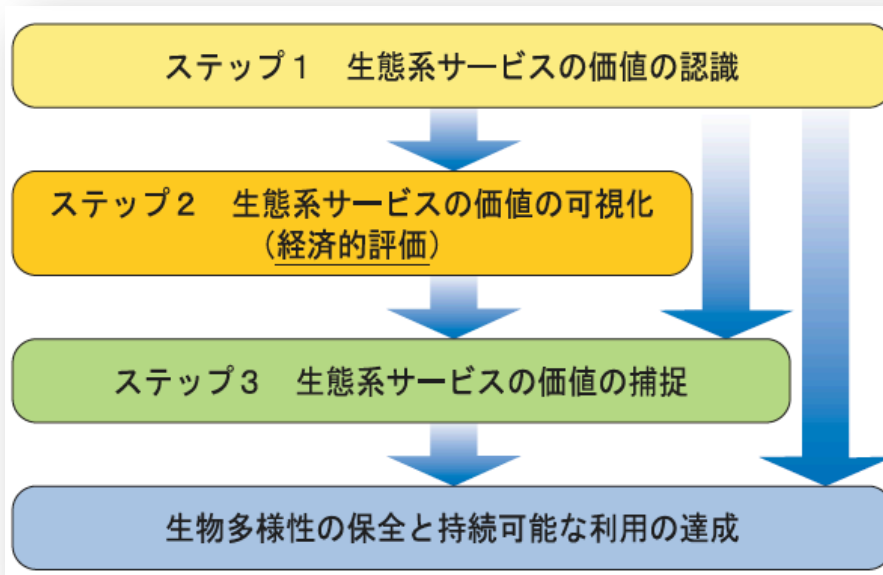 ステップ1 生態系サービスの価値の認識
ステップ2 生態系サービスの価値の可視化
(経済的評価)
ステップ3 生態系サービスの価値の捕捉
生物多様性の保全と持続可能な利用の達成